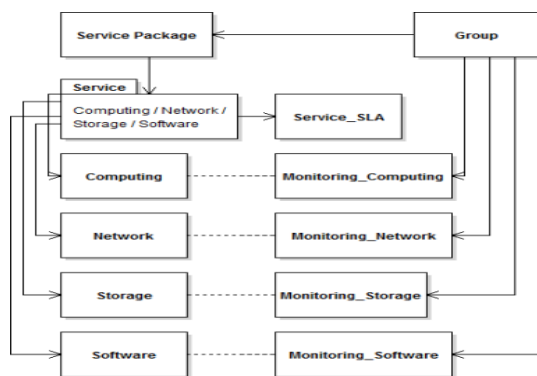 Service Package
Group
Service
Computing / Network /
Storage / Software
Service_SLA
Computing
Monitoring_Computing
Network
Monitoring_Network
Storage
Monitoring_Storage
Software
Monitoring_Software